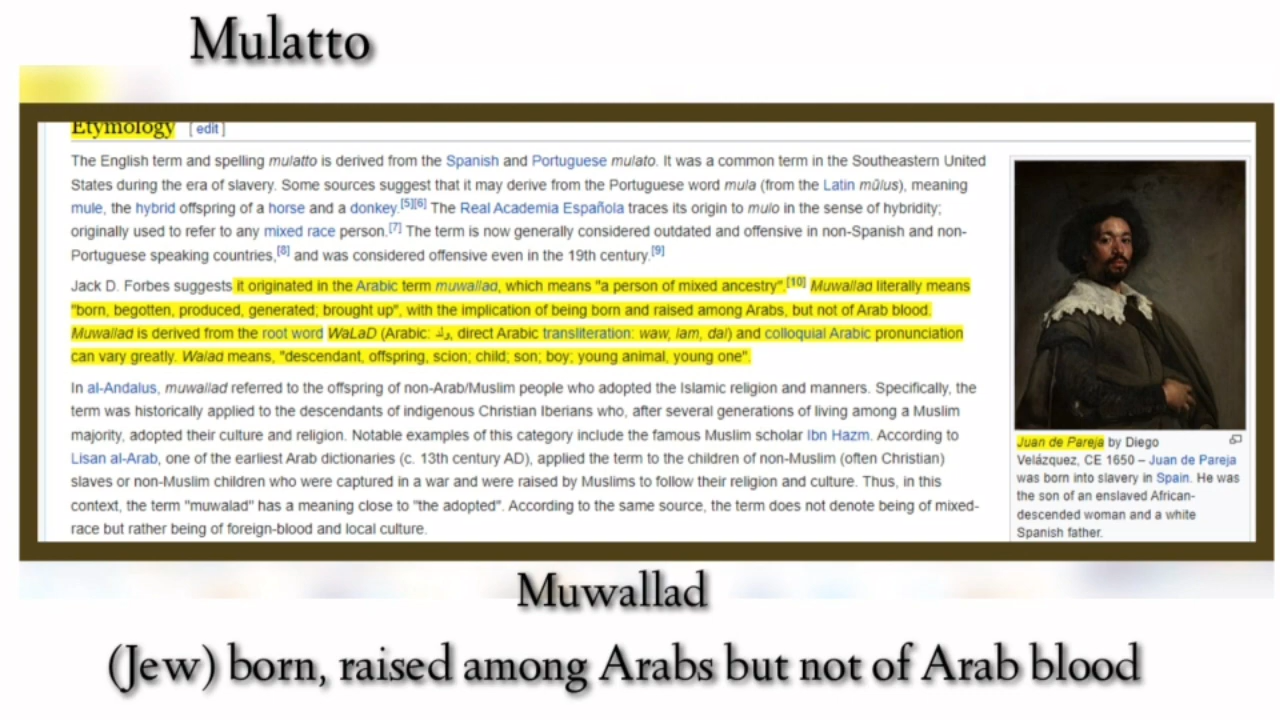 Mulatto
Etymology [ edit ]
The English term and spelling mulatto is derived from the Spanish and Portuguese mulato. It was a common term in the Southeastern United
States during the era of slavery. Some sources suggest that it may derive from the Portuguese word mula (from the Latin mūlus), meaning
mule, the hybrid offspring of a horse and a donkey.[5][6] The Real Academia Española traces its origin to mulo in the sense of hybridity;
originally used to refer to any mixed race person.[7] The term is now generally considered outdated and offensive in non-Spanish and non-
Portuguese speaking countries,[8] and was considered offensive even in the 19th century.[9]
Jack D. Forbes suggests it originated in the Arabic term muwallad, which means "a person of mixed ancestry".[10] Muwallad literally means
"born, begotten, produced, generated; brought up", with the implication of being born and raised among Arabs, but not of Arab blood.
Muwallad is derived from the root word WaLaD (Arabic: ولد, direct Arabic transliteration: waw, lam, dal) and colloquial Arabic pronunciation
can vary greatly. Walad means, "descendant, offspring, scion; child; son; boy; young animal, young one".
In al-Andalus, muwallad referred to the offspring of non-Arab/Muslim people who adopted the Islamic religion and manners. Specifically, the
term was historically applied to the descendants of indigenous Christian Iberians who, after several generations of living among a Muslim
majority, adopted their culture and religion. Notable examples of this category include the famous Muslim scholar Ibn Hazm. According to
Lisan al-Arab, one of the earliest Arab dictionaries (c. 13th century AD), applied the term to the children of non-Muslim (often Christian)
slaves or non-Muslim children who were captured in a war and were raised by Muslims to follow their religion and culture. Thus, in this
context, the term "muwalad" has a meaning close to "the adopted". According to the same source, the term does not denote being of mixed-
race but rather being of foreign-blood and local culture.
Juan de Pareja by Diego
Velázquez, CE 1650 – Juan de Pareja
was born into slavery in Spain. He was
the son of an enslaved African-
descended woman and a white
Spanish father.
Muwallad
(Jew) born, raised among Arabs but not of Arab blood